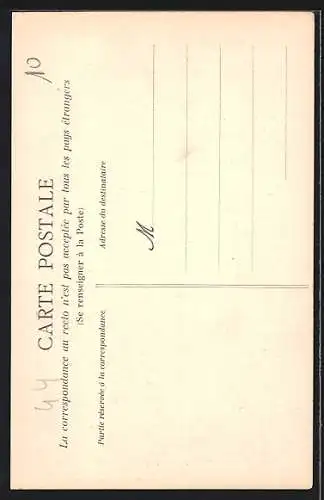 44
10
CARTE POSTALE
La correspondance au recto n'est pas acceptée par tous les pays étrangers
(Se renseigner à la Poste)
Partie réservée à la correspondance
Adresse du destinataire
M